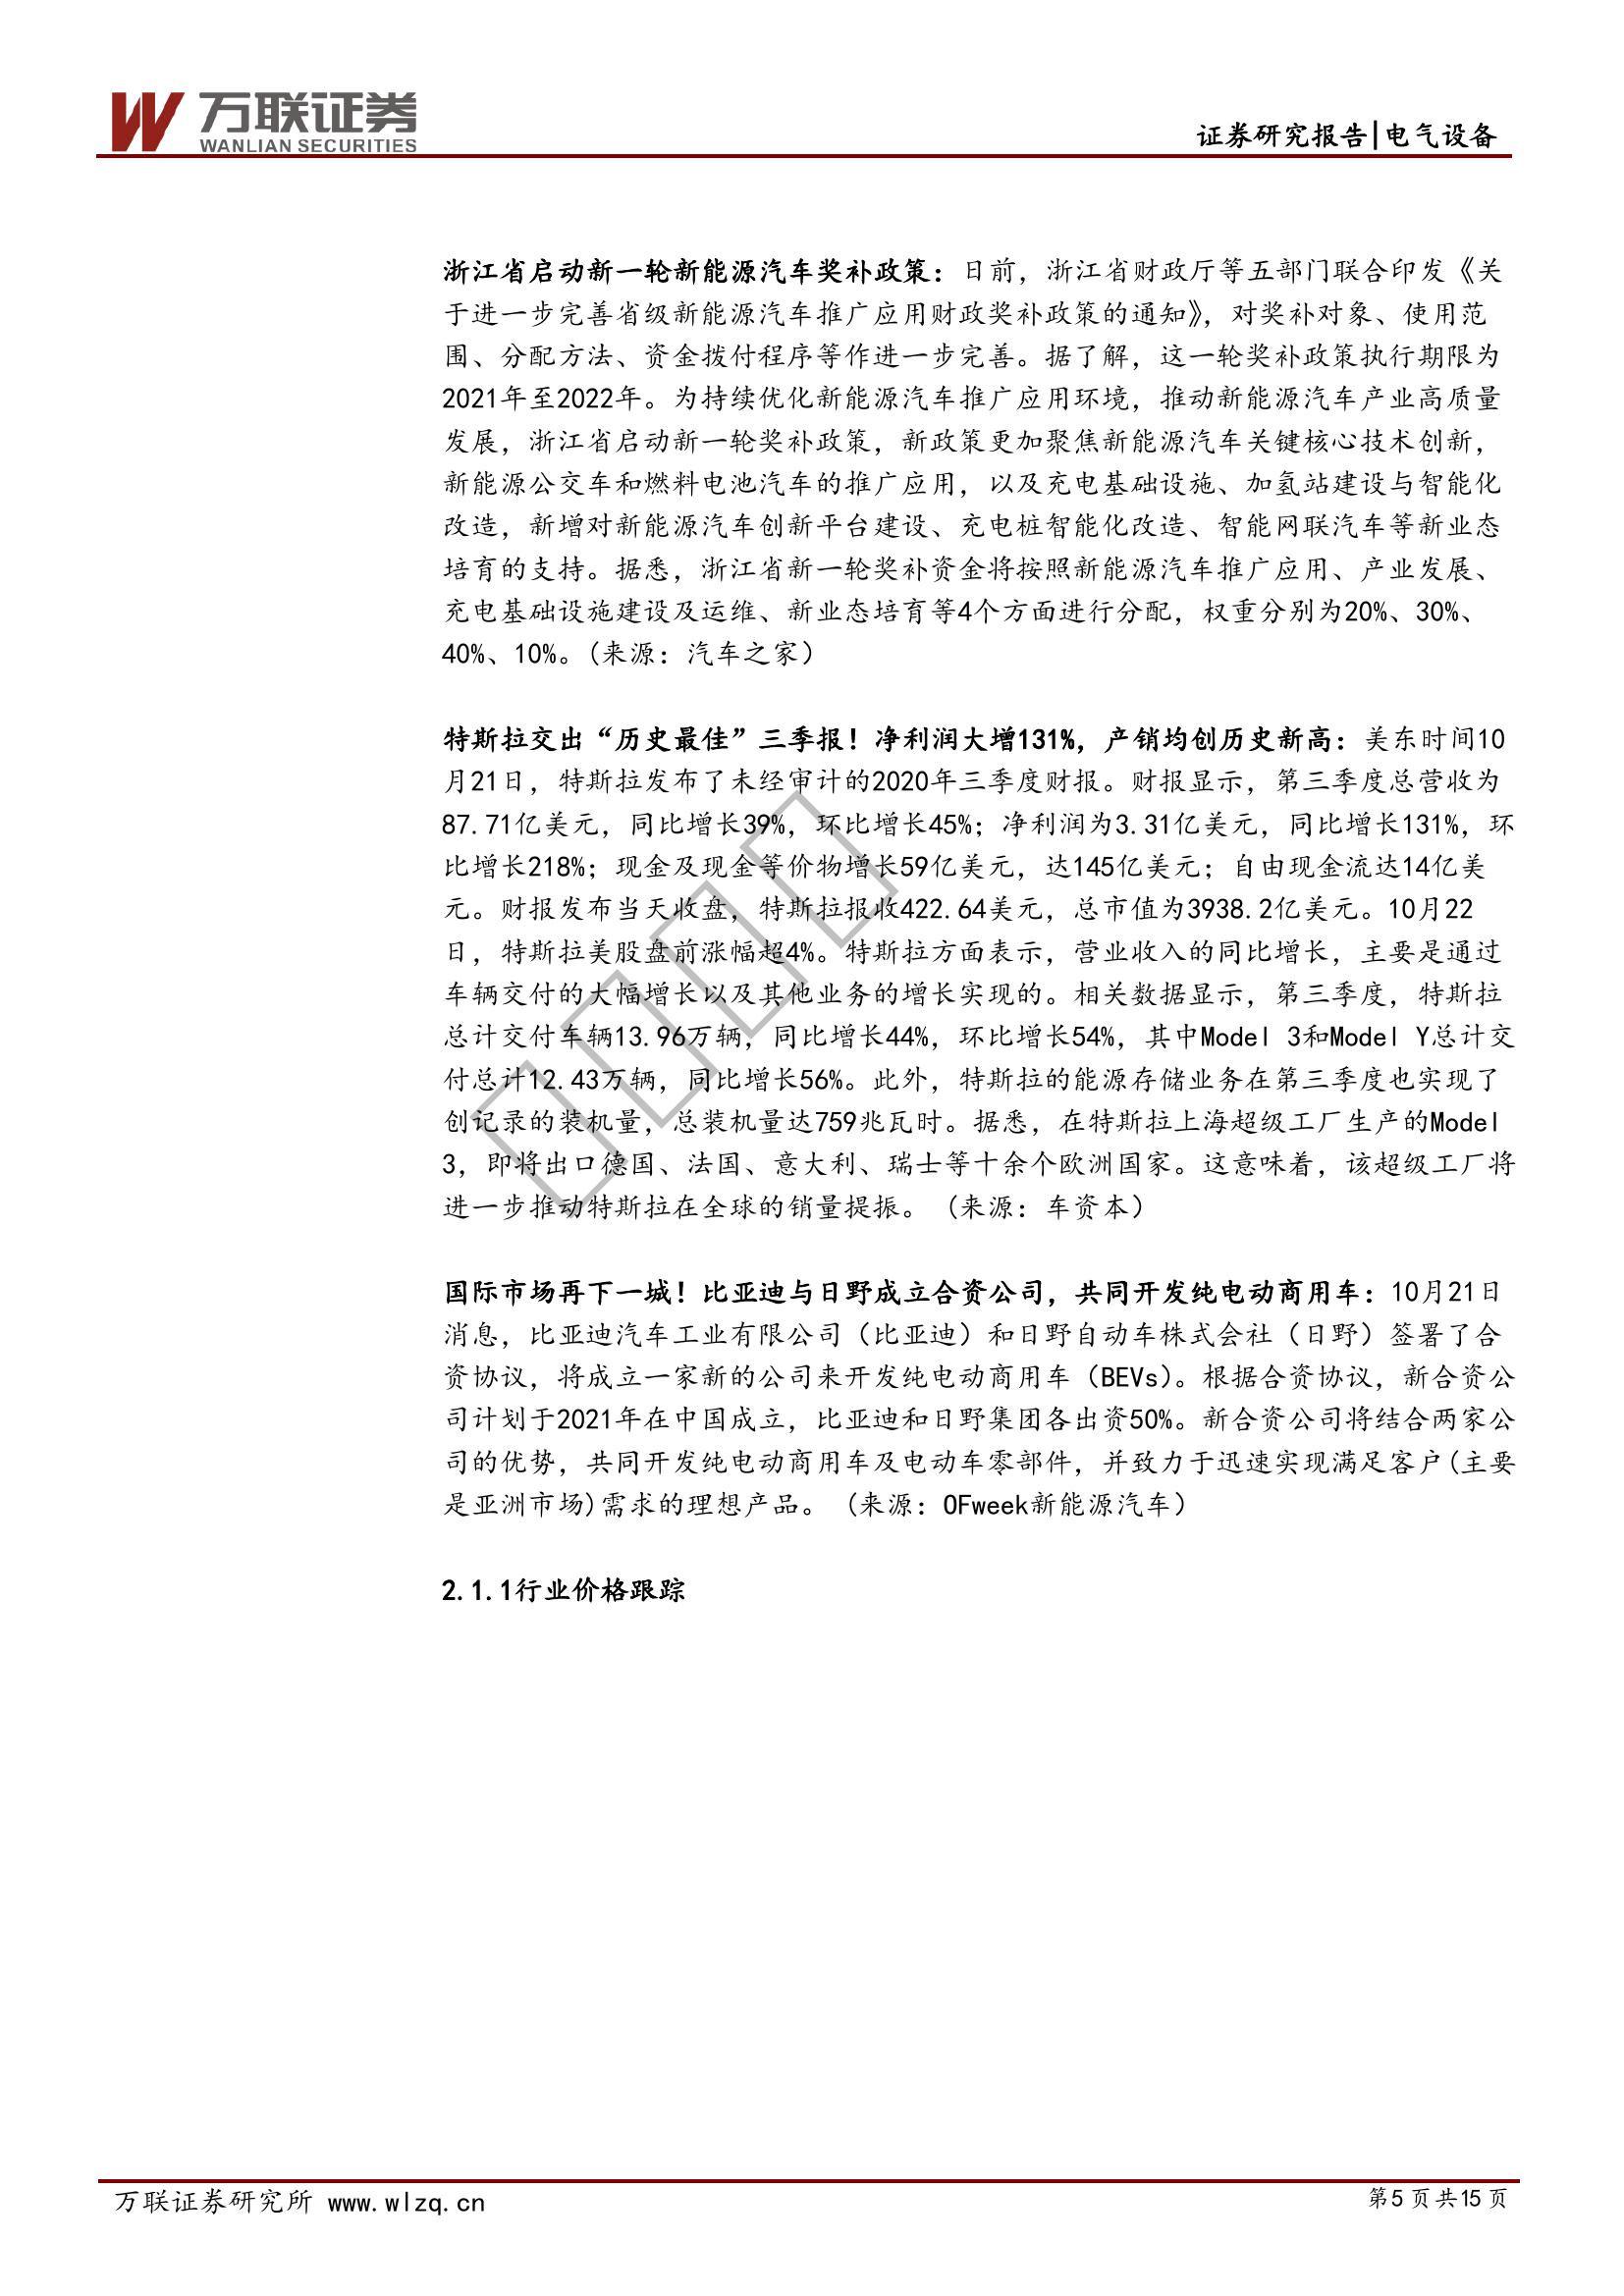 万联证券
WANLIAN SECURITIES
证券研究报告|电气设备
浙江省启动新一轮新能源汽车奖补政策：日前，浙江省财政厅等五部门联合印发《关
于进一步完善省级新能源汽车推广应用财政奖补政策的通知》，对奖补对象、使用范
围、分配方法、资金拨付程序等作进一步完善。据了解，这一轮奖补政策执行期限为
2021年至2022年。为持续优化新能源汽车推广应用环境，推动新能源汽车产业高质量
发展，浙江省启动新一轮奖补政策，新政策更加聚焦新能源汽车关键核心技术创新，
新能源公交车和燃料电池汽车的推广应用，以及充电基础设施、加氢站建设与智能化
改造，新增对新能源汽车创新平台建设、充电桩智能化改造、智能网联汽车等新业态
培育的支持。据悉，浙江省新一轮奖补资金将按照新能源汽车推广应用、产业发展、
充电基础设施建设及运维、新业态培育等4个方面进行分配，权重分别为20%、30%、
40%、10%。(来源：汽车之家）
特斯拉交出“历史最佳”三季报！净利润大增131%，产销均创历史新高：美东时间10
月21日，特斯拉发布了未经审计的2020年三季度财报。财报显示，第三季度总营收为
87.71亿美元，同比增长39%，环比增长45%；净利润为3.31亿美元，同比增长131%，环
比增长218%；现金及现金等价物增长59亿美元，达145亿美元；自由现金流达14亿美
元。财报发布当天收盘，特斯拉报收422.64美元，总市值为3938.2亿美元。10月22
日，特斯拉美股盘前涨幅超4%。特斯拉方面表示，营业收入的同比增长，主要是通过
车辆交付的大幅增长以及其他业务的增长实现的。相关数据显示，第三季度，特斯拉
总计交付车辆13.96万辆，同比增长44%，环比增长54%，其中Model 3和Model Y总计交
付总计12.43万辆，同比增长56%。此外，特斯拉的能源存储业务在第三季度也实现了
创记录的装机量，总装机量达759兆瓦时。据悉，在特斯拉上海超级工厂生产的Model
3，即将出口德国、法国、意大利、瑞士等十余个欧洲国家。这意味着，该超级工厂将
进一步推动特斯拉在全球的销量提振。 (来源：车资本）
国际市场再下一城！比亚迪与日野成立合资公司，共同开发纯电动商用车：10月21日
消息，比亚迪汽车工业有限公司（比亚迪）和日野自动车株式会社（日野）签署了合
资协议，将成立一家新的公司来开发纯电动商用车（BEVs）。根据合资协议，新合资公
司计划于2021年在中国成立，比亚迪和日野集团各出资50%。新合资公司将结合两家公
司的优势，共同开发纯电动商用车及电动车零部件，并致力于迅速实现满足客户(主要
是亚洲市场)需求的理想产品。 (来源：OFweek新能源汽车）
2.1.1行业价格跟踪
万联证券研究所 www.wlzq.cn
第5 页 共15 页